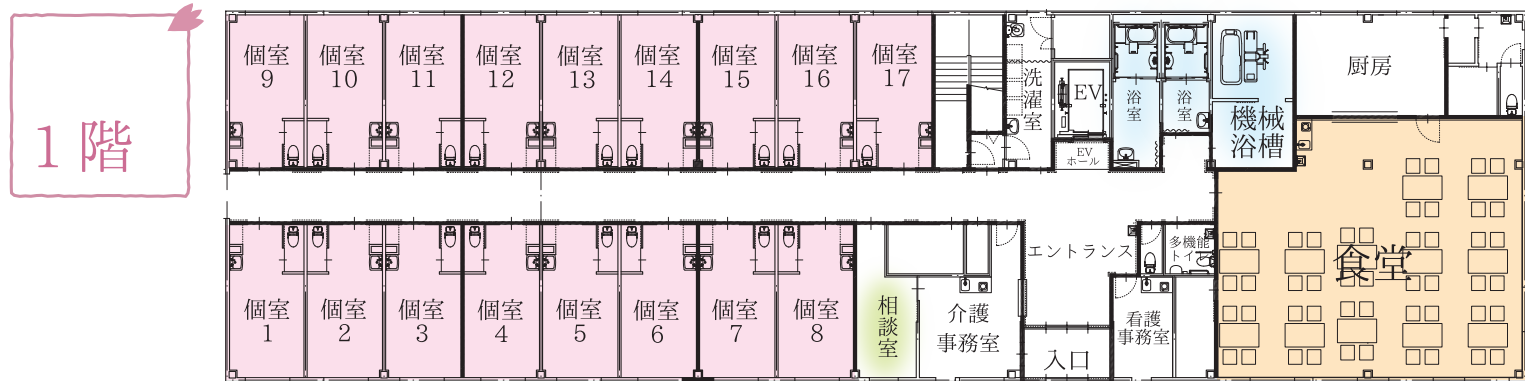 1階
個室
9
個室
10
個室
11
個室
12
個室
13
個室
14
個室
15
個室
16
個室
17
洗濯室
EV
EV
ホール
浴室
浴室
機械
浴槽
厨房
個室
1
個室
2
個室
3
個室
4
個室
5
個室
6
個室
7
個室
8
相談室
介護
事務室
エントランス
入口
多機能
トイレ
看護
事務室
食堂